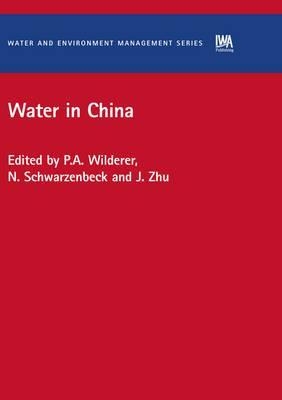 WATER AND ENVIRONMENT MANAGEMENT SERIES
IWA
Publishing
Water in China
Edited by P.A. Wilderer,
N. Schwarzenbeck and J. Zhu